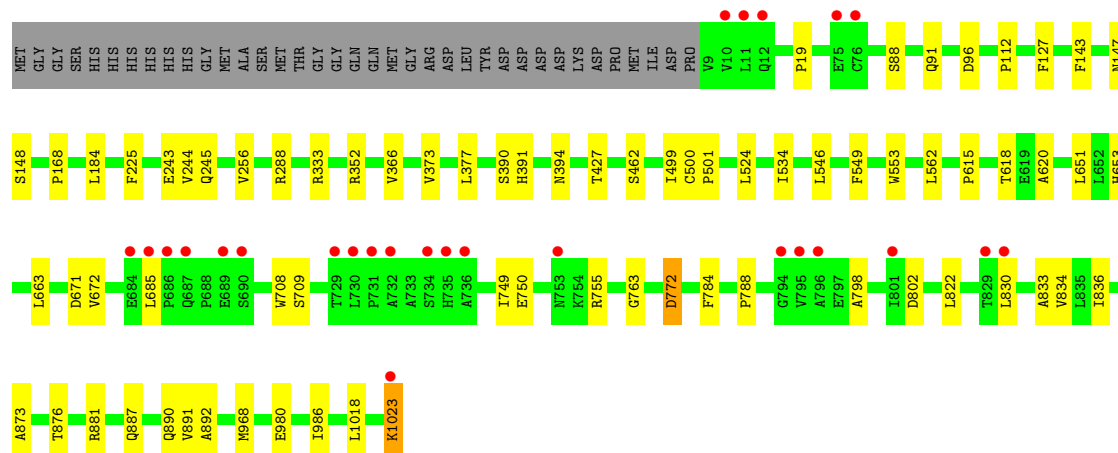 MET GLY GLY SER HIS HIS HIS HIS HIS HIS GLY MET ALA SER MET THR GLY GLY GLN GLN MET GLY ARG ASP LEU TYR ASP ASP ASP ASP LYS ASP PRO MET ILE ASP PRO V9 V10 L11 Q12 P19 E75 C76 S88 Q91 D96 P112 F127 F143 N147
S148 P168 L184 F225 E243 V244 Q245 V256 R288 R333 R352 V366 V373 L377 S390 H391 N394 T427 S462 I499 C500 P501 L524 I534 L546 F549 W553 L562 P615 T618 E619 A620 L651 L652 H653
L663 D671 V672 E684 L685 P686 Q687 P688 E689 S690 W708 S709 T729 L730 P731 A732 A733 S734 H735 A736 I749 E750 N753 K754 R755 G763 D772 F784 P788 G794 V795 A796 E797 A798 I801 D802 L822 T829 L830 A833 V834 L835 I836
A873 T876 R881 Q887 Q890 V891 A892 M968 E980 I986 L1018 K1023